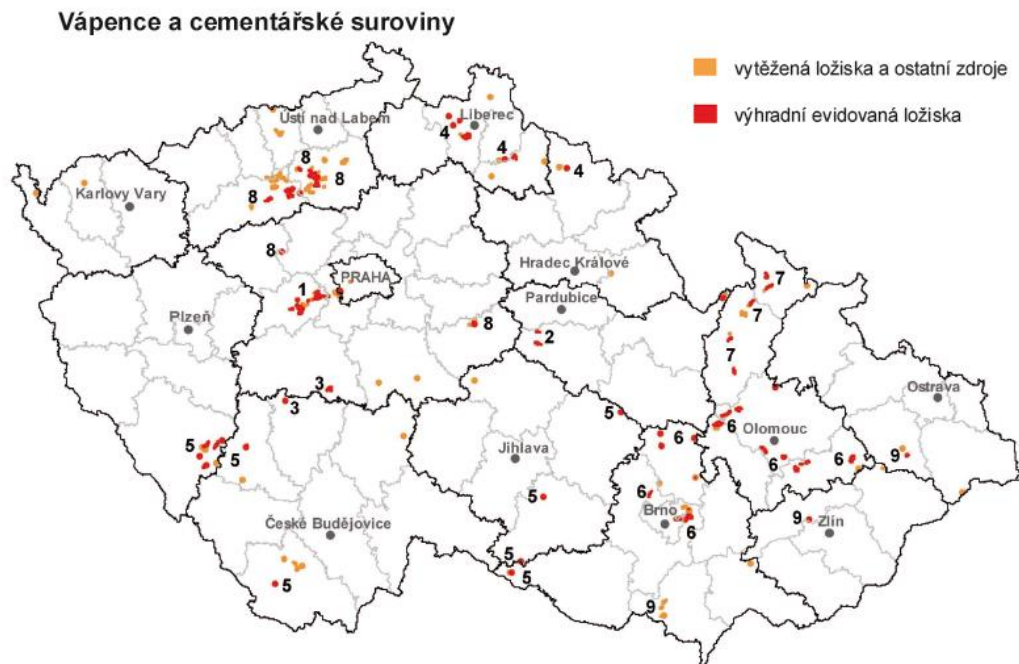 Vápence a cementářské suroviny
vytěžená ložiska a ostatní zdroje
výhradní evidovaná ložiska
Ústí nad Labem
Liberec
4
8
4
4
8
Karlovy Vary
8
8
Hradec Králové
7
PRAHA
1
Pardubice
7
Plzeň
8
2
7
3
Ostrava
3
5
6
Olomouc
5
5
Jihlava
6
6
9
5
6
Brno
9
Zlín
České Budějovice
6
5
5
5
9